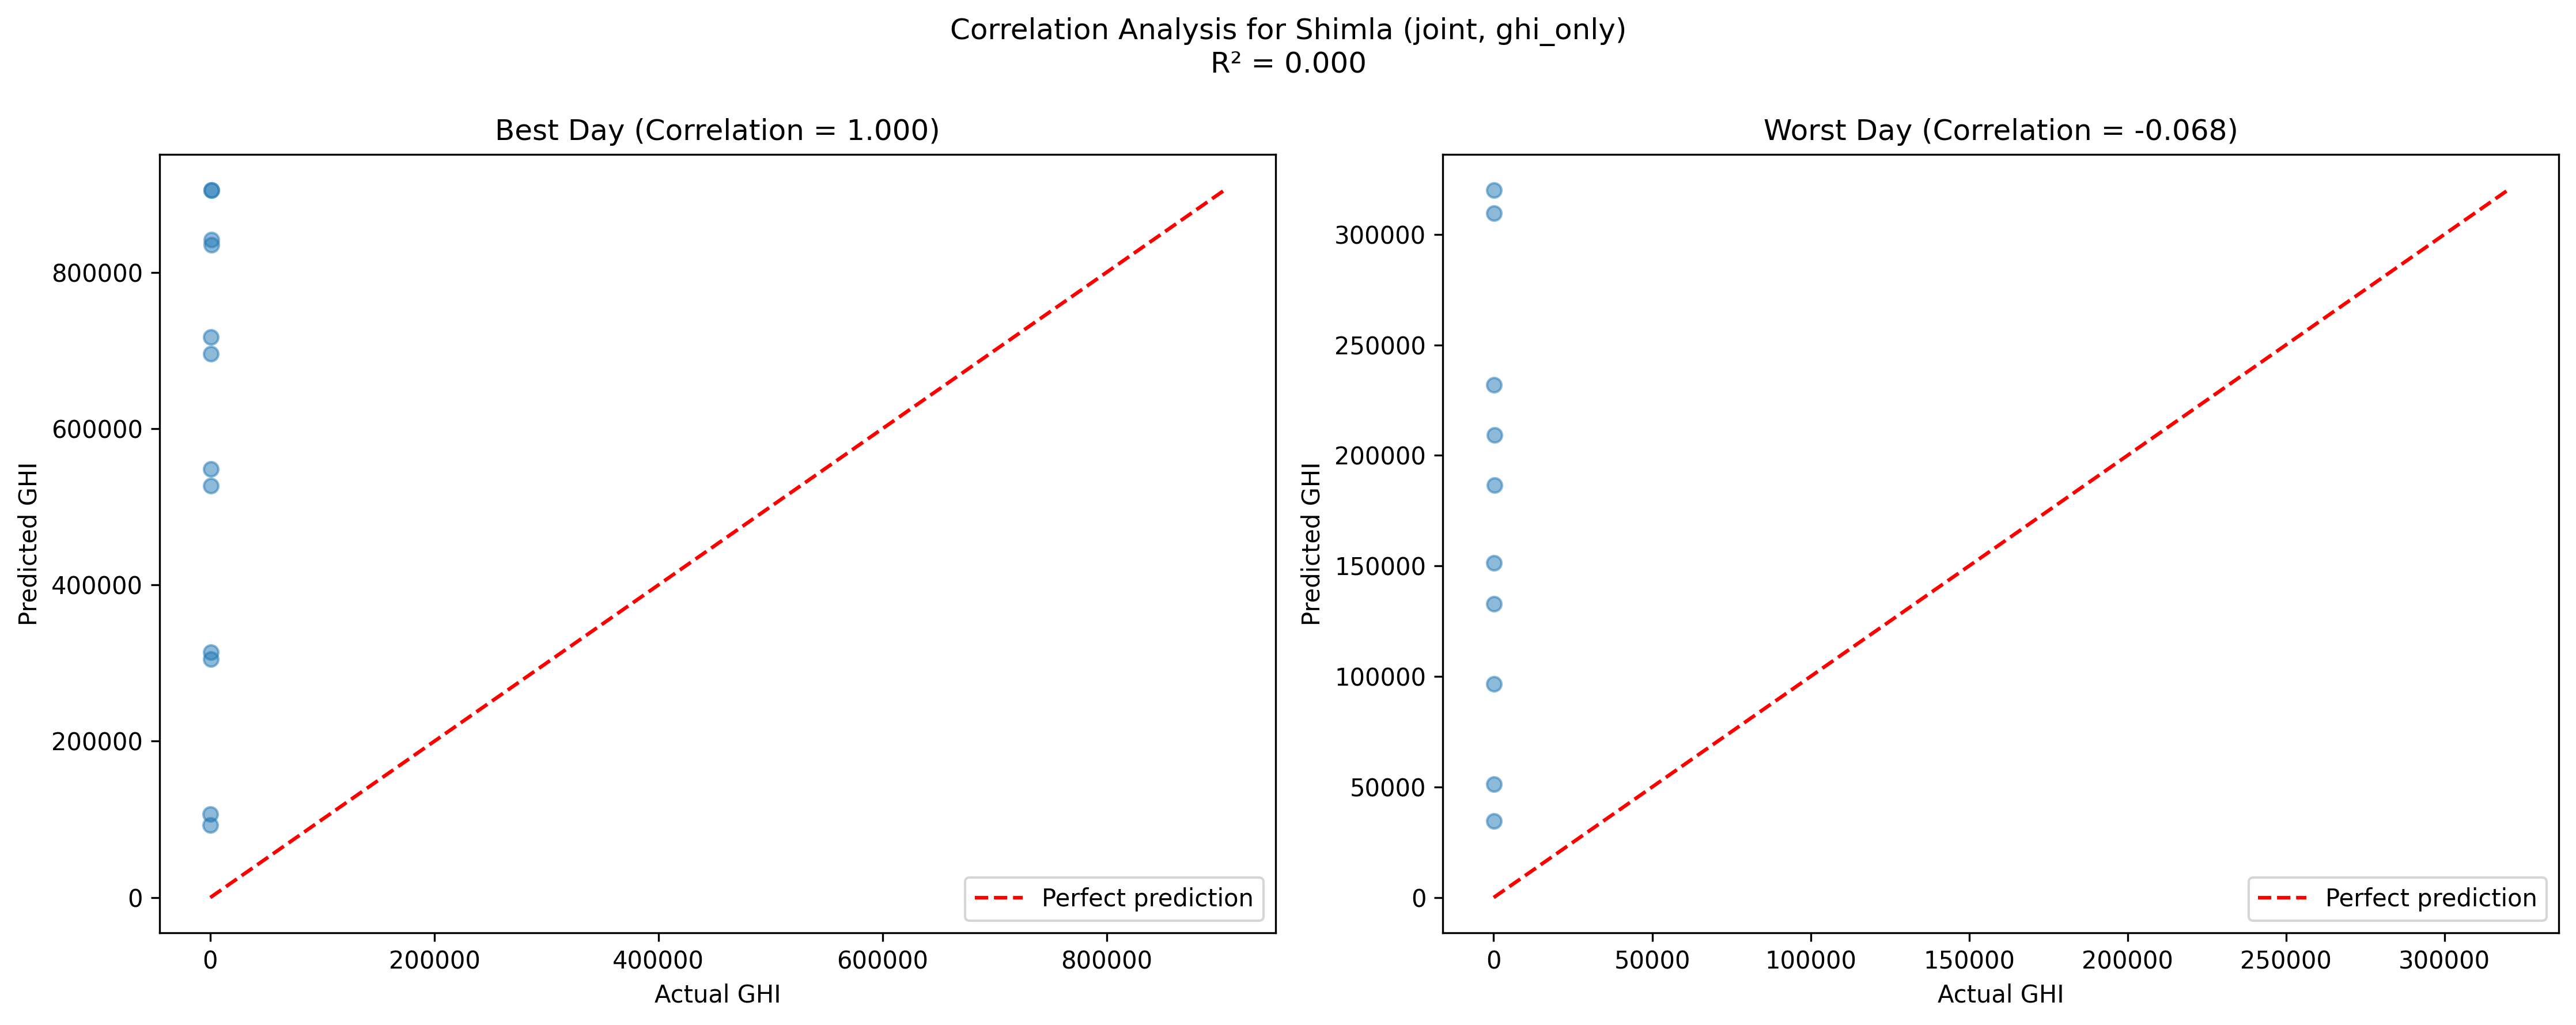 Correlation Analysis for Shimla (joint, ghi_only)
R² = 0.000
Best Day (Correlation = 1.000)
Predicted GHI
800000
600000
400000
200000
0
0 200000 400000 600000 800000
Actual GHI
Perfect prediction
Worst Day (Correlation = -0.068)
Predicted GHI
300000
250000
200000
150000
100000
50000
0
0 50000 100000 150000 200000 250000 300000
Actual GHI
Perfect prediction